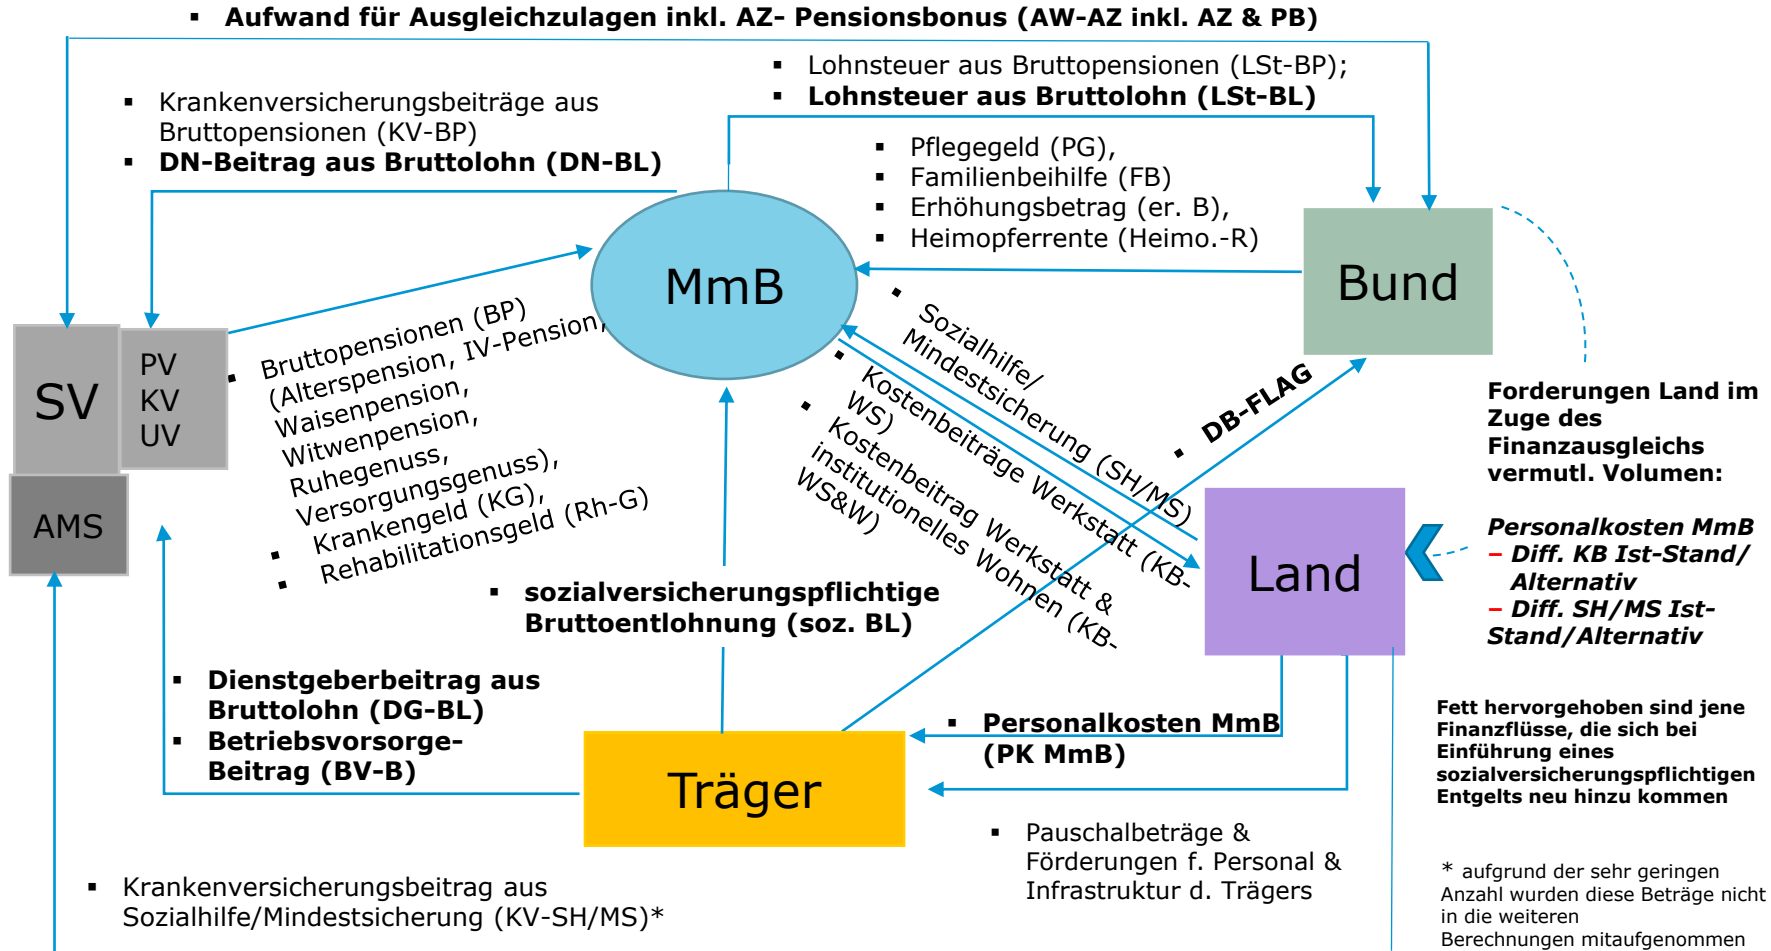 ▪ Aufwand für Ausgleichzulagen inkl. AZ- Pensionsbonus (AW-AZ inkl. AZ & PB)
▪ Lohnsteuer aus Bruttopensionen (LSt-BP);
▪ Lohnsteuer aus Bruttolohn (LSt-BL)
▪ Krankenversicherungsbeiträge aus
Bruttopensionen (KV-BP)
▪ DN-Beitrag aus Bruttolohn (DN-BL)
▪ Pflegegeld (PG),
▪ Familienbeihilfe (FB)
▪ Erhöhungsbetrag (er. B),
▪ Heimopferrente (Heimo.-R)
MmB
Bund
SV
PV
KV
UV
AMS
▪ Bruttopensionen (BP)
(Alterspension, IV-Pension,
Waisenpension,
Witwenpension,
Ruhegenuss,
Versorgungsgenuss),
▪ Krankengeld (KG),
▪ Rehabilitationsgeld (Rh-G)
▪ Sozialhilfe/
Mindestsicherung (SH/MS)
▪ Kostenbeiträge Werkstatt (KB-
WS)
▪ Kostenbeitrag Werkstatt &
institutionelles Wohnen (KB-
WS&W)
▪ DB-FLAG
Forderungen Land im
Zuge des
Finanzausgleichs
vermutl. Volumen:
Personalkosten MmB
– Diff. KB Ist-Stand/
Alternativ
– Diff. SH/MS Ist-
Stand/Alternativ
Land
▪ sozialversicherungspflichtige
Bruttoentlohnung (soz. BL)
▪ Dienstgeberbeitrag aus
Bruttolohn (DG-BL)
▪ Betriebsvorsorge-
Beitrag (BV-B)
▪ Personalkosten MmB
(PK MmB)
Träger
Fett hervorgehoben sind jene
Finanzflüsse, die sich bei
Einführung eines
sozialversicherungspflichtigen
Entgelts neu hinzu kommen
▪ Pauschalbeträge &
Förderungen f. Personal &
Infrastruktur d. Trägers
▪ Krankenversicherungsbeitrag aus
Sozialhilfe/Mindestsicherung (KV-SH/MS)*
* aufgrund der sehr geringen
Anzahl wurden diese Beträge nicht
in die weiteren
Berechnungen mitaufgenommen